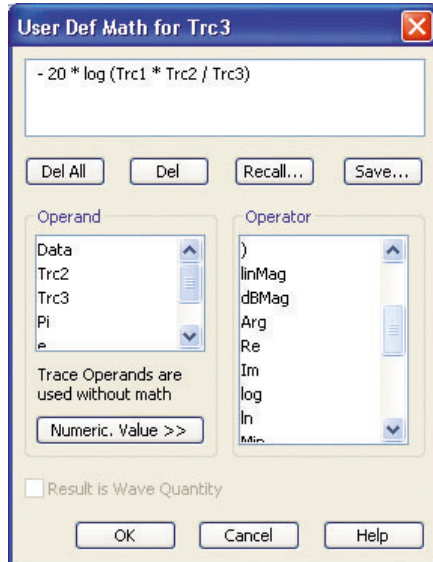 User Def Math for Trc3
- 20 * log (Trc1 * Trc2 / Trc3)
Del All
Del
Recall...
Save...
Operand
Data
Trc2
Trc3
Pi
e
Trace Operands are
used without math
Numeric. Value >>
Operator
)
linMag
dBMag
Arg
Re
Im
log
ln
Min
Result is Wave Quantity
OK
Cancel
Help